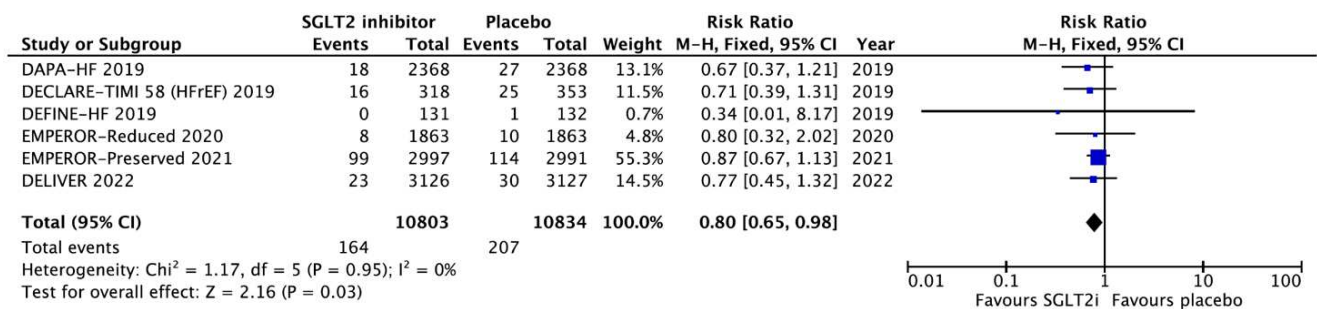 SGLT2 inhibitor Placebo Risk Ratio Risk Ratio
Study or Subgroup Events Total Events Total Weight M-H, Fixed, 95% CI Year M-H, Fixed, 95% CI
DAPA-HF 2019 18 2368 27 2368 13.1% 0.67 [0.37, 1.21] 2019
DECLARE-TIMI 58 (HFrEF) 2019 16 318 25 353 11.5% 0.71 [0.39, 1.31] 2019
DEFINE-HF 2019 0 131 1 132 0.7% 0.34 [0.01, 8.17] 2019
EMPEROR-Reduced 2020 8 1863 10 1863 4.8% 0.80 [0.32, 2.02] 2020
EMPEROR-Preserved 2021 99 2997 114 2991 55.3% 0.87 [0.67, 1.13] 2021
DELIVER 2022 23 3126 30 3127 14.5% 0.77 [0.45, 1.32] 2022
Total (95% CI) 10803 10834 100.0% 0.80 [0.65, 0.98]
Total events 164 207
Heterogeneity: Chi² = 1.17, df = 5 (P = 0.95); I² = 0%
Test for overall effect: Z = 2.16 (P = 0.03)
0.01 0.1 1 10 100
Favours SGLT2i Favours placebo